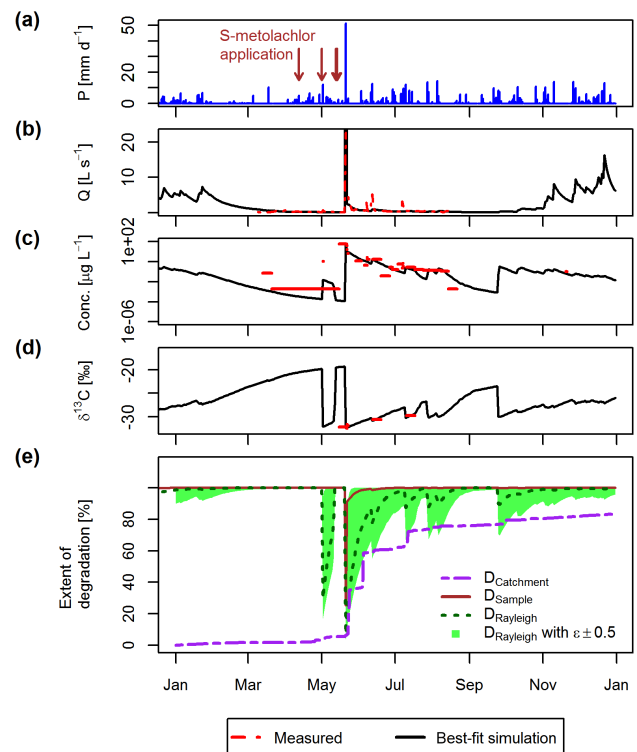 (a)
P [mm d⁻¹]
50
20
0
S-metolachlor
application
(b)
Q [L s⁻¹]
20
10
0
(c)
Conc. [µg L⁻¹]
1e+02
1e-06
(d)
δ¹³C [‰]
-20
-30
(e)
Extent of
degradation [%]
80
60
40
20
0
D_Catchment
D_Sample
D_Rayleigh
D_Rayleigh with ε ± 0.5
Jan Mar May Jul Sep Nov Jan
Measured Best-fit simulation